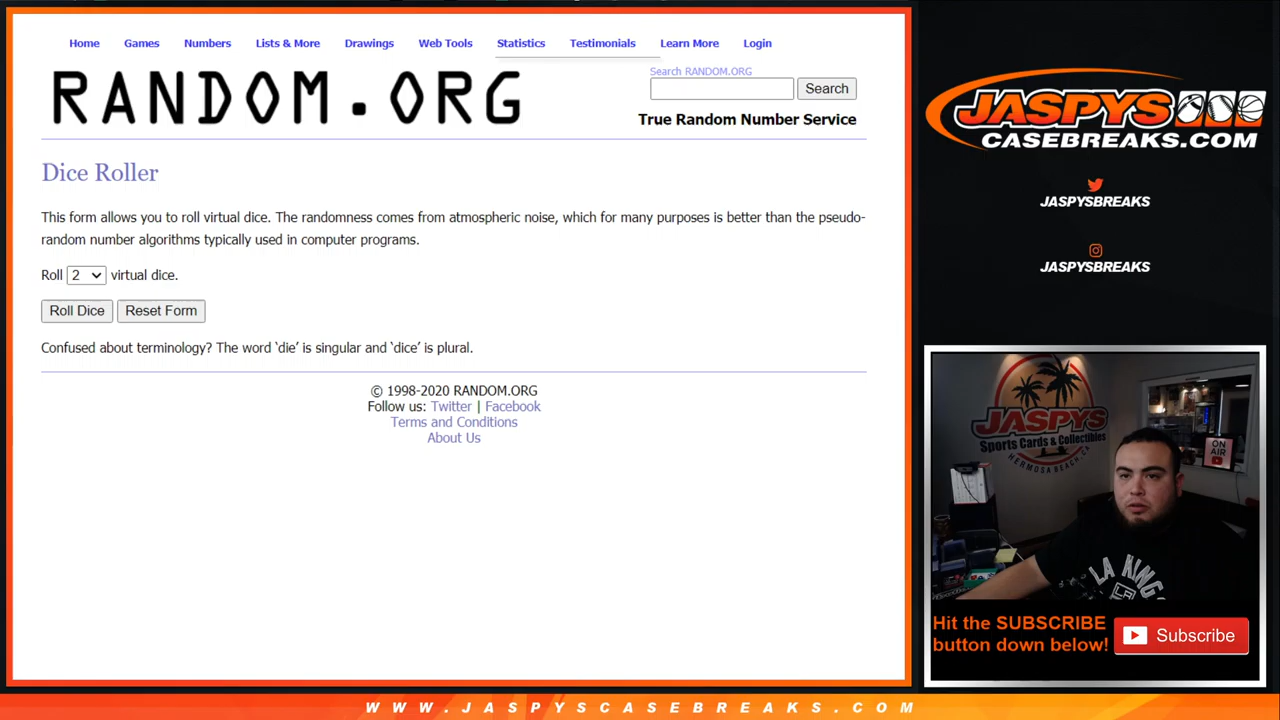 Home Games Numbers Lists & More Drawings Web Tools Statistics Testimonials Learn More Login
RANDOM.ORG
Search RANDOM.ORG
Search
True Random Number Service
Dice Roller
This form allows you to roll virtual dice. The randomness comes from atmospheric noise, which for many purposes is better than the pseudo-
random number algorithms typically used in computer programs.
Roll 2 virtual dice.
Roll Dice Reset Form
Confused about terminology? The word ‘die’ is singular and ‘dice’ is plural.
© 1998-2020 RANDOM.ORG
Follow us: Twitter | Facebook
Terms and Conditions
About Us
JASPYS
CASEBREAKS.COM
JASPYSBREAKS
JASPYSBREAKS
JASPYS
Sports Cards & Collectibles
HERMOSA BEACH, CA
ON
AIR
LA KINGS
LA
Hit the SUBSCRIBE
button down below!
Subscribe
WWW.JASPYSCASEBREAKS.COM